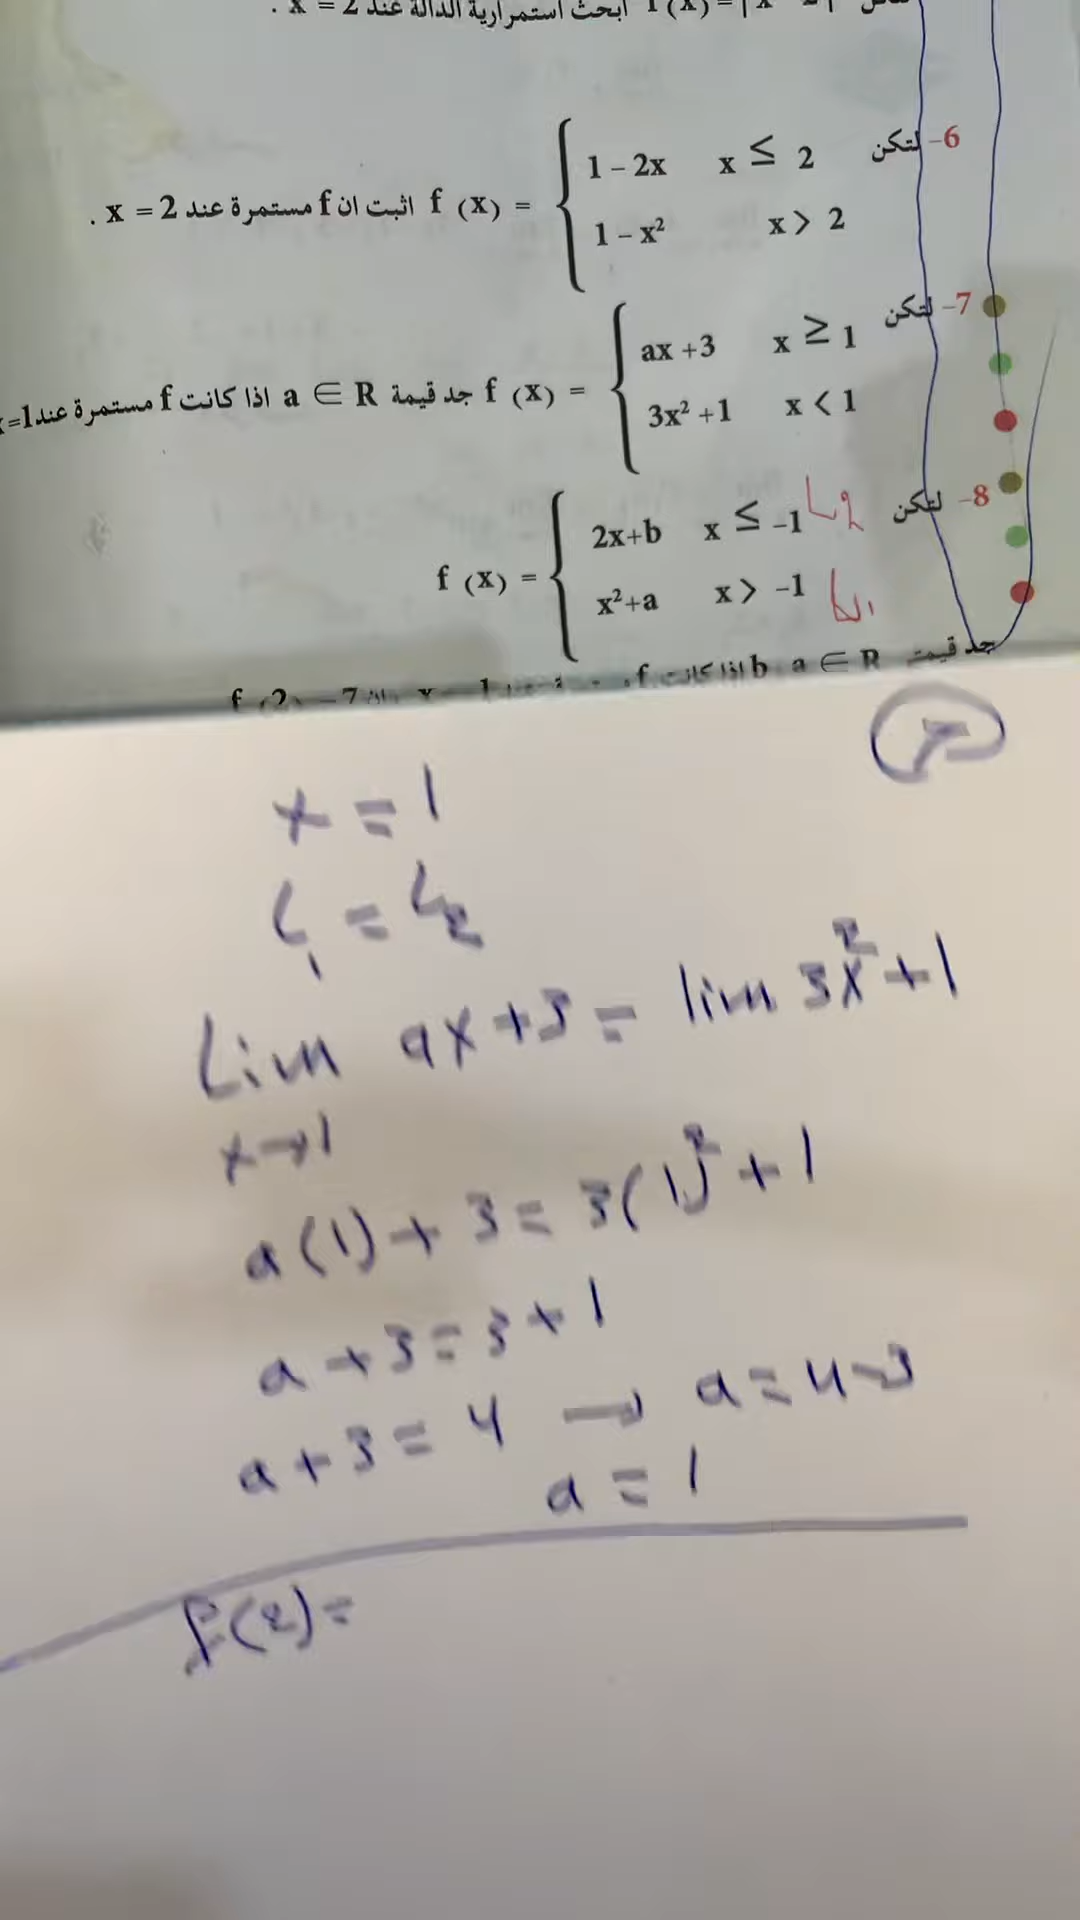 ابحث استمرارية الدالة عند x = 2 .
6- لتكن f (x) = { 1 – 2x x ≤ 2 اثبت ان f مستمرة عند x = 2 .
1 – x² x > 2
7- لتكن f (x) = { ax +3 x ≥ 1 جد قيمة a ∈ R اذا كانت f مستمرة عند x=1
3x² +1 x < 1
8- لتكن f (x) = { 2x+b x ≤ -1 L2
x²+a x > -1 L1
جد قيمتي b , a ∈ R اذا كانت f
x = 1
L1 = L2
Lim ax+3 = lim 3x²+1
x→1
a(1)+3 = 3(1)²+1
a+3=3+1
a+3=4 → a=4-3
a=1
f(2)=